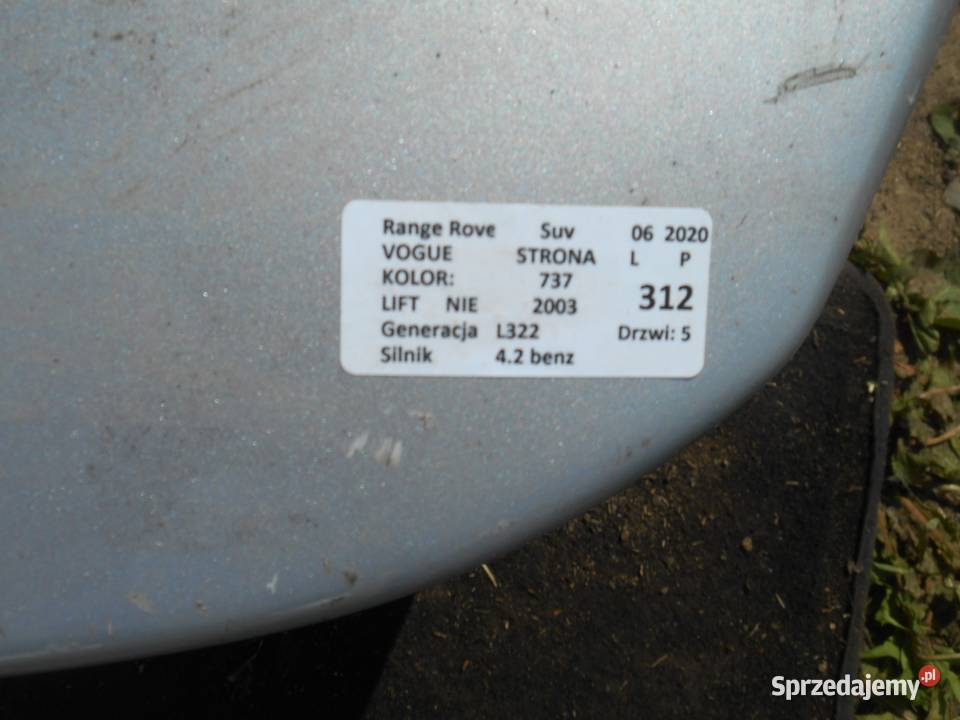 Range Rove Suv 06 2020
VOGUE STRONA L P
KOLOR: 737
LIFT NIE 2003 312
Generacja L322 Drzwi: 5
Silnik 4.2 benz
Sprzedajemy.pl